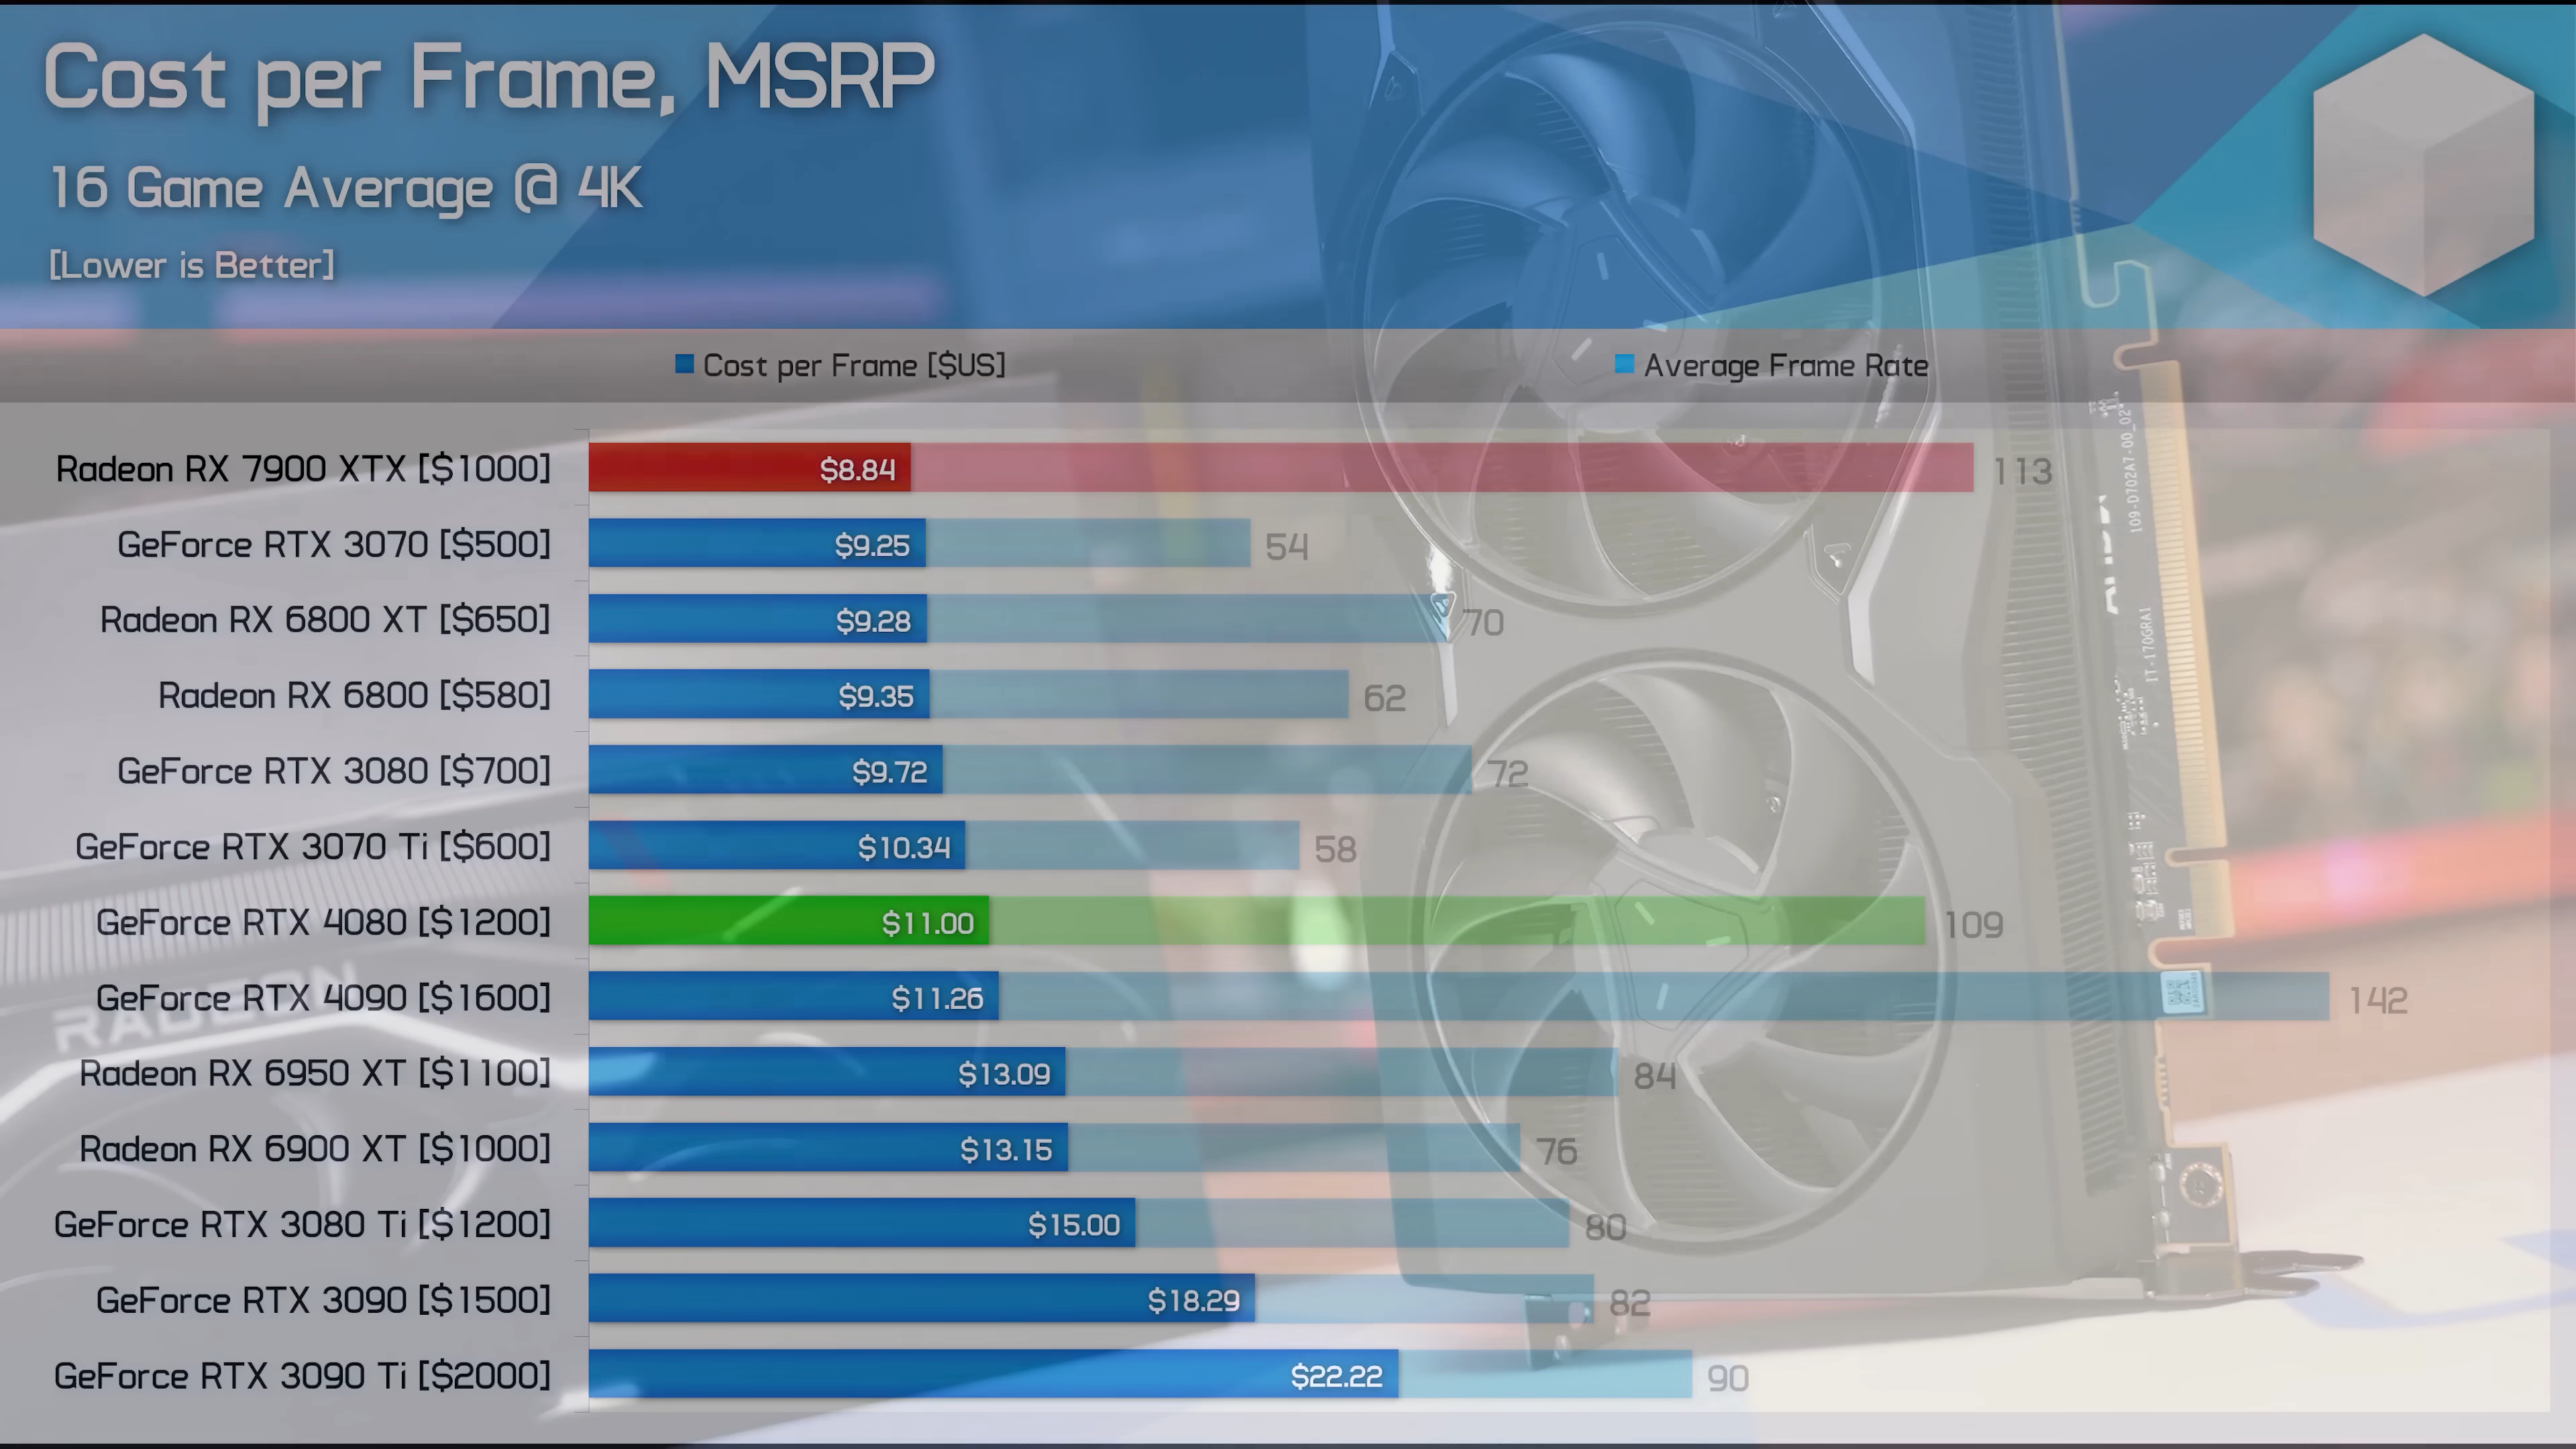 Cost per Frame, MSRP
16 Game Average @ 4K
[Lower is Better]
Cost per Frame [$US] Average Frame Rate
Radeon RX 7900 XTX [$1000] $8.84 113
GeForce RTX 3070 [$500] $9.25 54
Radeon RX 6800 XT [$650] $9.28 70
Radeon RX 6800 [$580] $9.35 62
GeForce RTX 3080 [$700] $9.72 72
GeForce RTX 3070 Ti [$600] $10.34 58
GeForce RTX 4080 [$1200] $11.00 109
GeForce RTX 4090 [$1600] $11.26 142
Radeon RX 6950 XT [$1100] $13.09 84
Radeon RX 6900 XT [$1000] $13.15 76
GeForce RTX 3080 Ti [$1200] $15.00 80
GeForce RTX 3090 [$1500] $18.29 82
GeForce RTX 3090 Ti [$2000] $22.22 90
RADEON
109-D702A7-00_02
IT-170GRA1